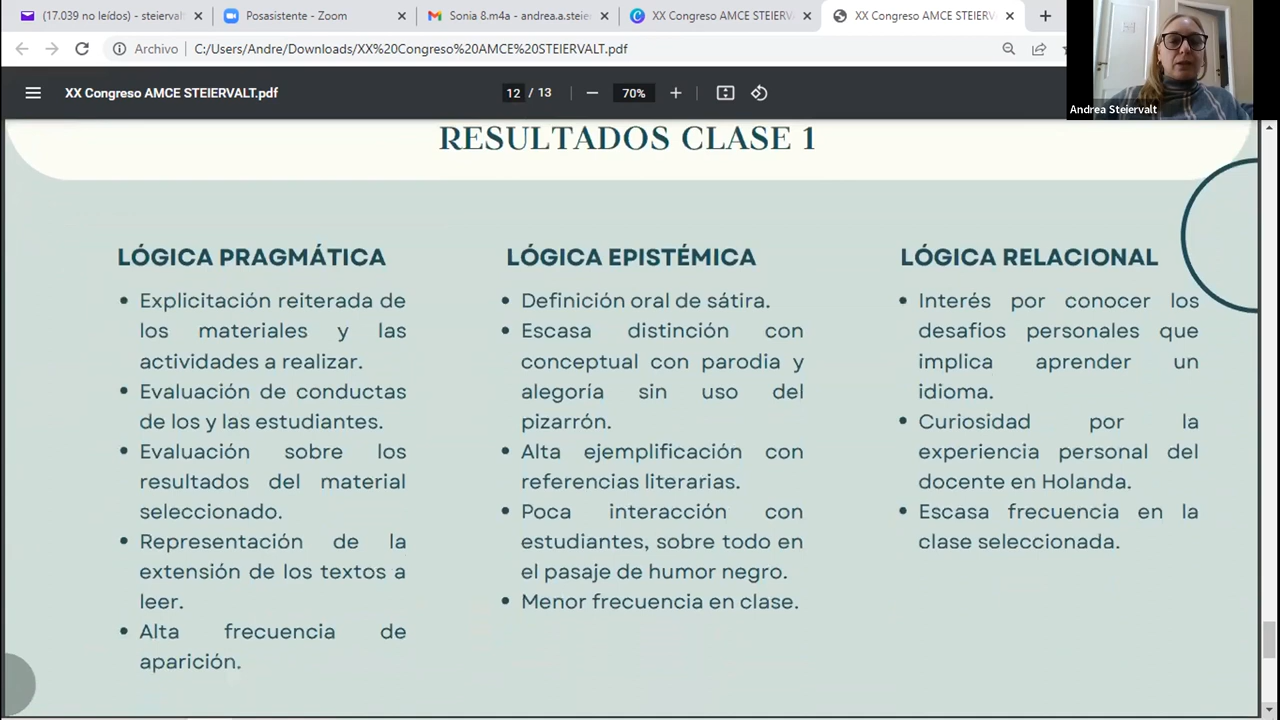 (17.039 no leídos) - steierval
Posasistente - Zoom
Sonia 8.m4a - andrea.a.steier
XX Congreso AMCE STEIERV
XX Congreso AMCE STEIERV
Archivo
C:/Users/Andre/Downloads/XX%20Congreso%20AMCE%20STEIERVALT.pdf
XX Congreso AMCE STEIERVALT.pdf
12 / 13
70%
Andrea Steiervalt
RESULTADOS CLASE 1
LÓGICA PRAGMÁTICA
• Explicitación reiterada de
los materiales y las
actividades a realizar.
• Evaluación de conductas
de los y las estudiantes.
• Evaluación sobre los
resultados del material
seleccionado.
• Representación de la
extensión de los textos a
leer.
• Alta frecuencia de
aparición.
LÓGICA EPISTÉMICA
• Definición oral de sátira.
• Escasa distinción con
conceptual con parodia y
alegoría sin uso del
pizarrón.
• Alta ejemplificación con
referencias literarias.
• Poca interacción con
estudiantes, sobre todo en
el pasaje de humor negro.
• Menor frecuencia en clase.
LÓGICA RELACIONAL
• Interés por conocer los
desafíos personales que
implica aprender un
idioma.
• Curiosidad por la
experiencia personal del
docente en Holanda.
• Escasa frecuencia en la
clase seleccionada.